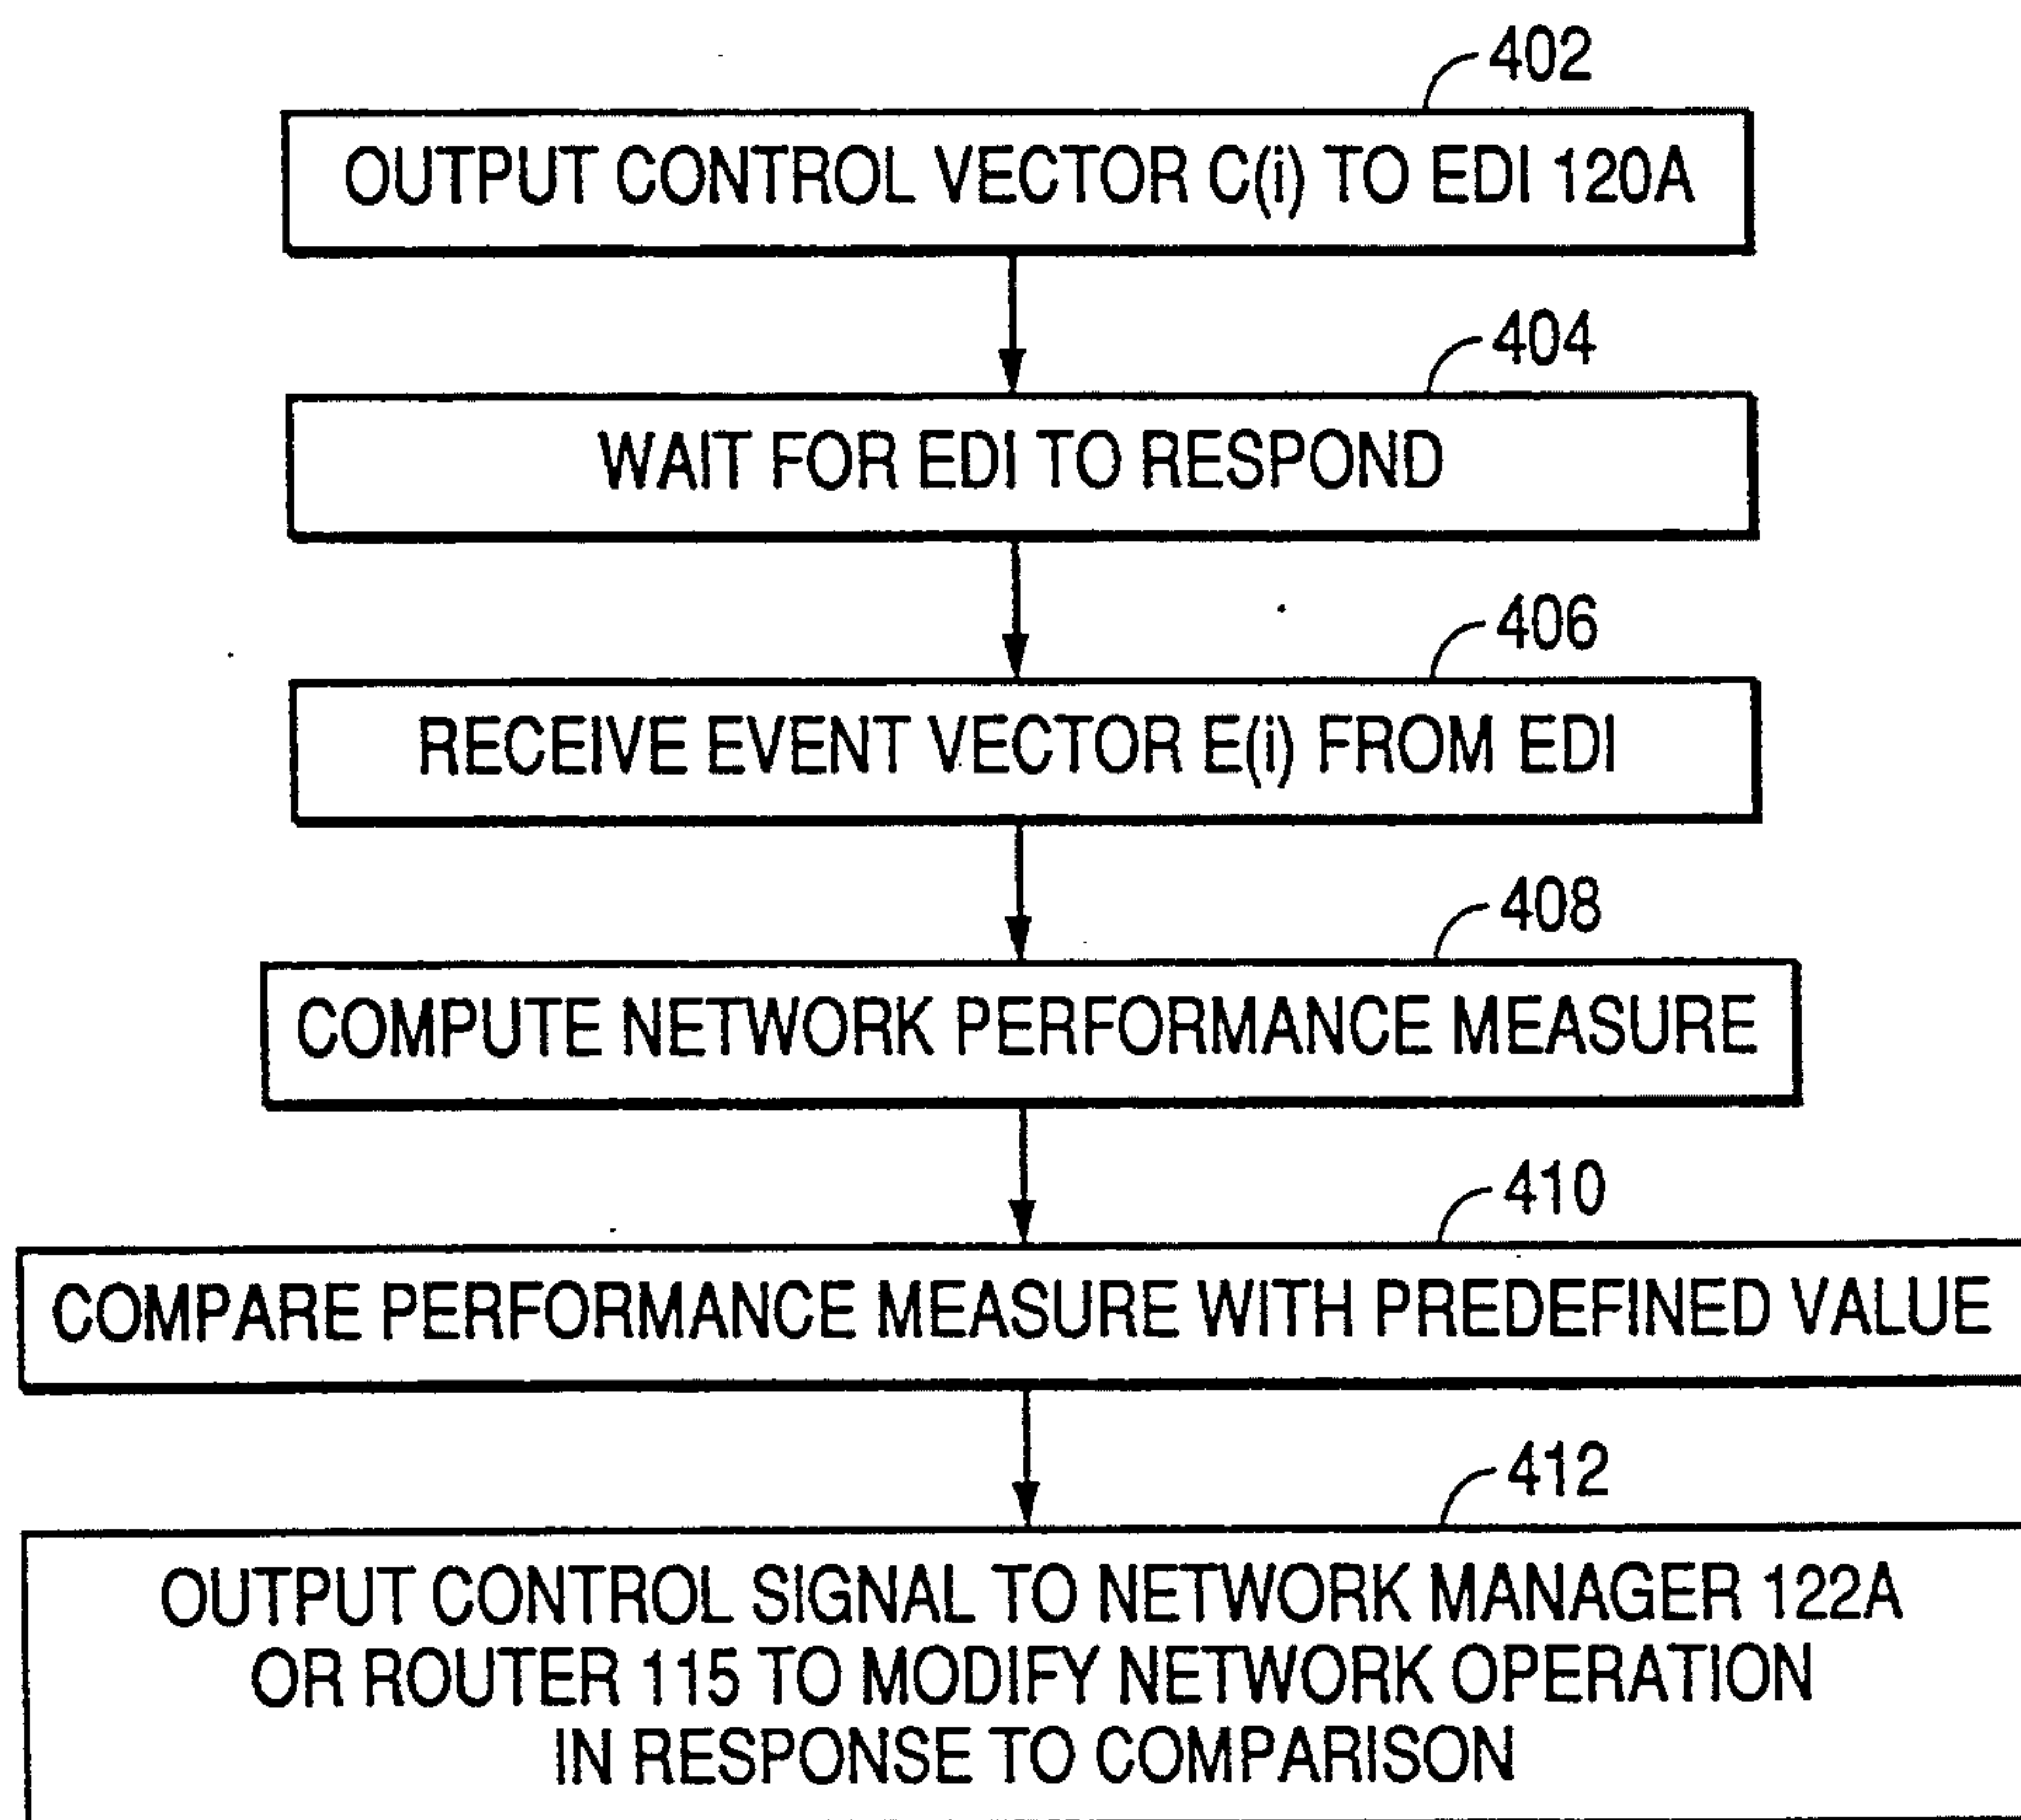 402
OUTPUT CONTROL VECTOR C(i) TO EDI 120A
404
WAIT FOR EDI TO RESPOND
406
RECEIVE EVENT VECTOR E(i) FROM EDI
408
COMPUTE NETWORK PERFORMANCE MEASURE
410
COMPARE PERFORMANCE MEASURE WITH PREDEFINED VALUE
412
OUTPUT CONTROL SIGNAL TO NETWORK MANAGER 122A
OR ROUTER 115 TO MODIFY NETWORK OPERATION
IN RESPONSE TO COMPARISON